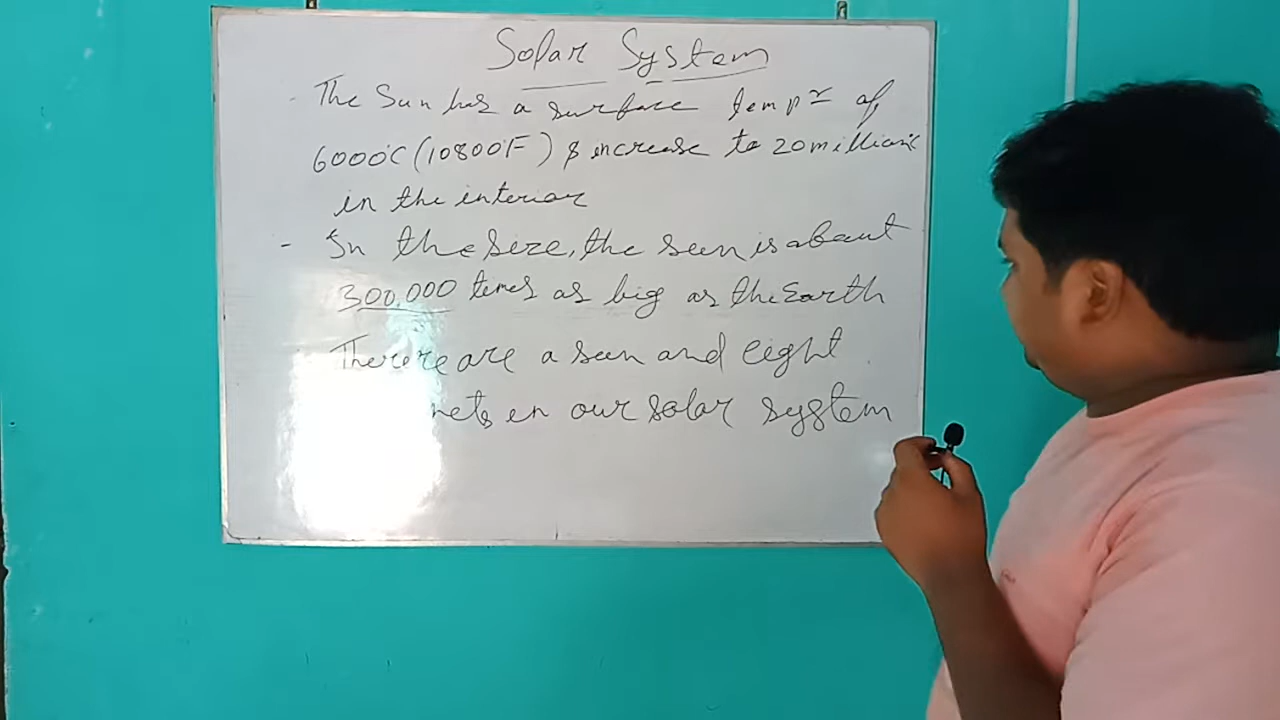 Solar System
- The Sun has a surface tempr of
6000°C (10800°F) & increase to 20 million°c
in the interior
- In the size, the sun is about
300,000 times as big as the Earth
There are a sun and eight
nets in our solar system